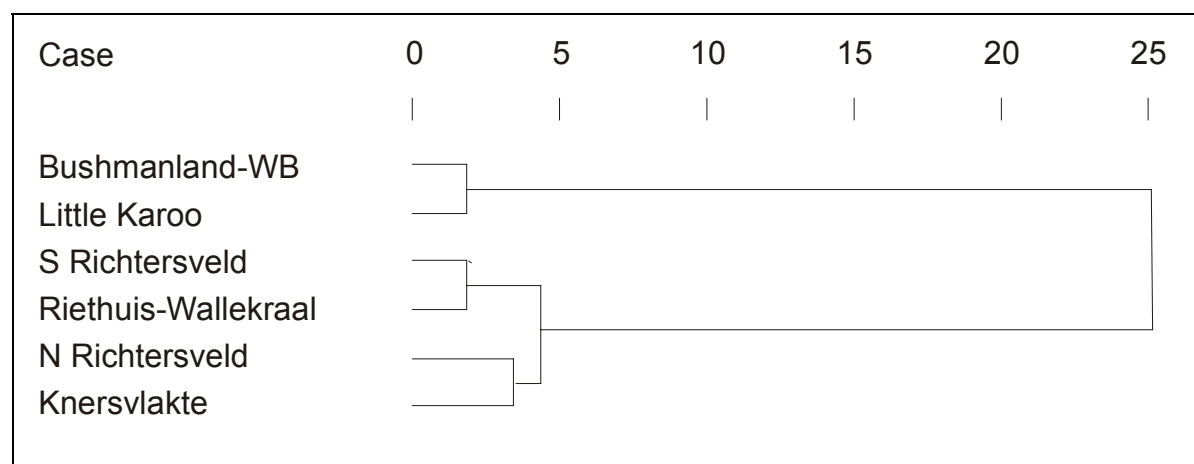 Case 0 5 10 15 20 25
Bushmanland-WB
Little Karoo
S Richtersveld
Riethuis-Wallekraal
N Richtersveld
Knersvlakte